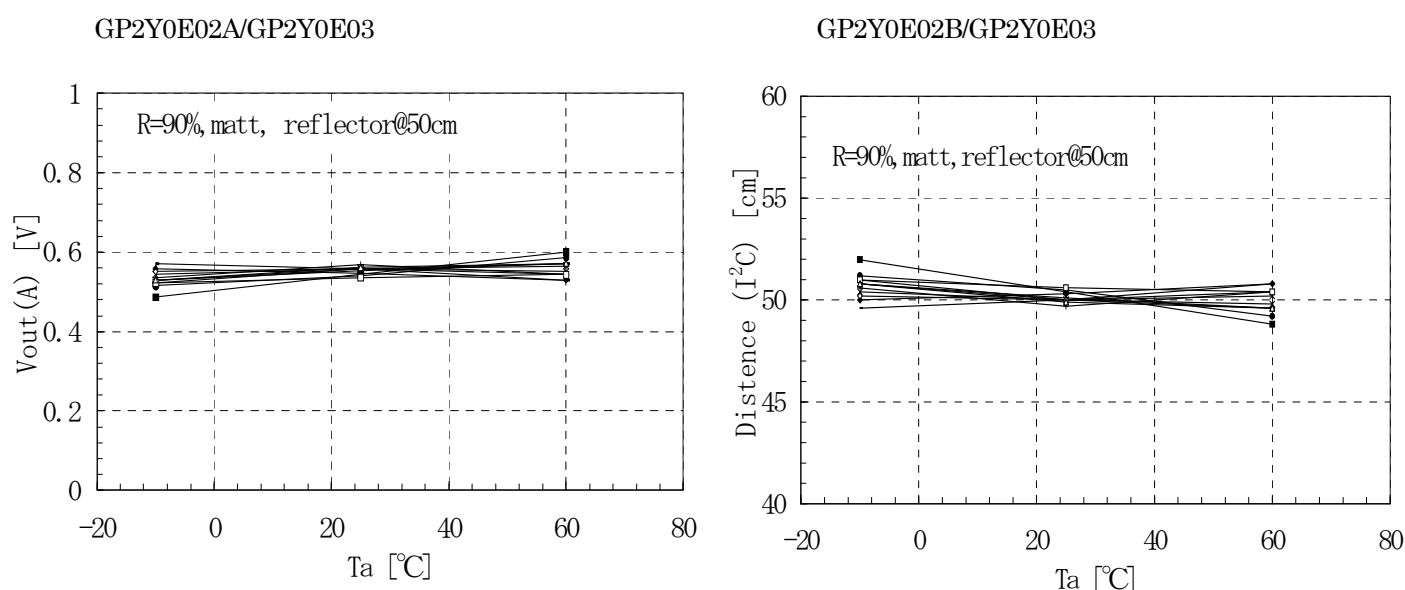 GP2Y0E02A/GP2Y0E03
R=90%, matt, reflector@50cm
Vout(A) [V]
1
0.8
0.6
0.4
0.2
0
-20 0 20 40 60 80
Ta [℃]
GP2Y0E02B/GP2Y0E03
R=90%, matt, reflector@50cm
Distence (I²C) [cm]
60
55
50
45
40
-20 0 20 40 60 80
Ta [℃]